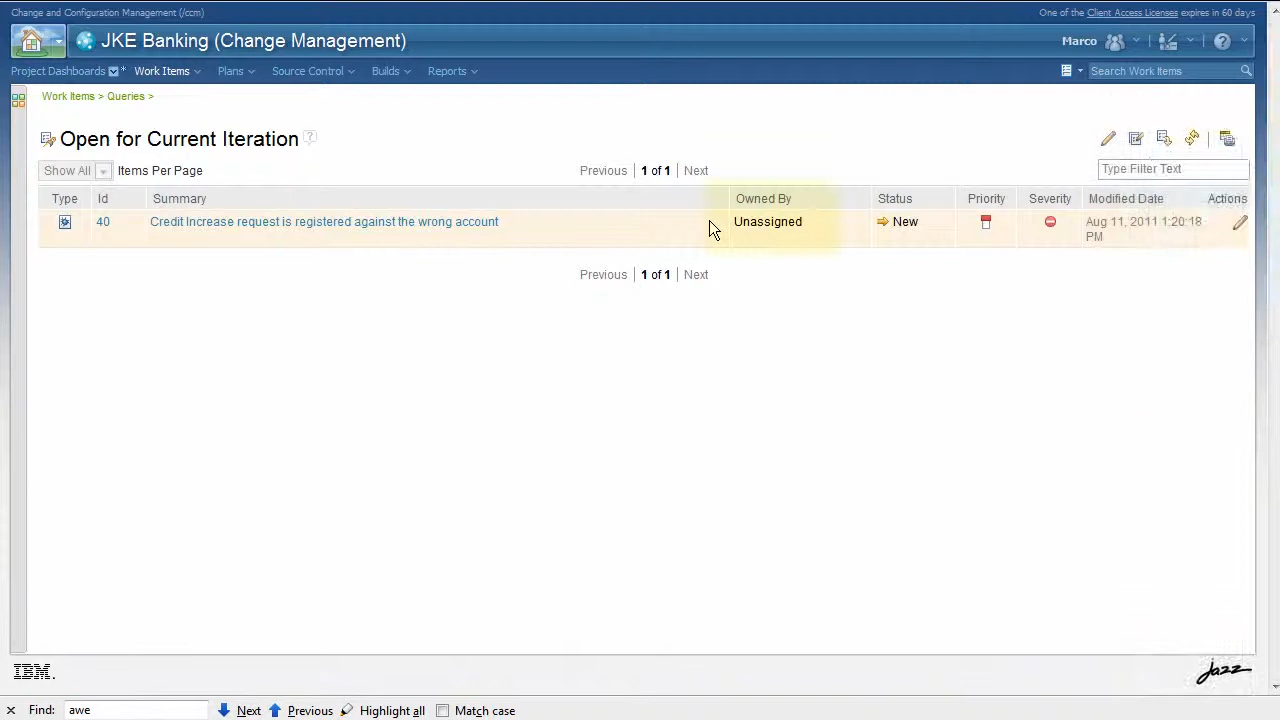 Change and Configuration Management (/ccm) One of the Client Access Licenses expires in 60 days
JKE Banking (Change Management) Marco
Project Dashboards Work Items Plans Source Control Builds Reports Search Work Items
Work Items > Queries >
Open for Current Iteration ?
Show All Items Per Page Previous 1 of 1 Next Type Filter Text
Type Id Summary Owned By Status Priority Severity Modified Date Actions
40 Credit Increase request is registered against the wrong account Unassigned New Aug 11, 2011 1:20:18
PM
Previous 1 of 1 Next
IBM. Jazz
Find: awe Next Previous Highlight all Match case